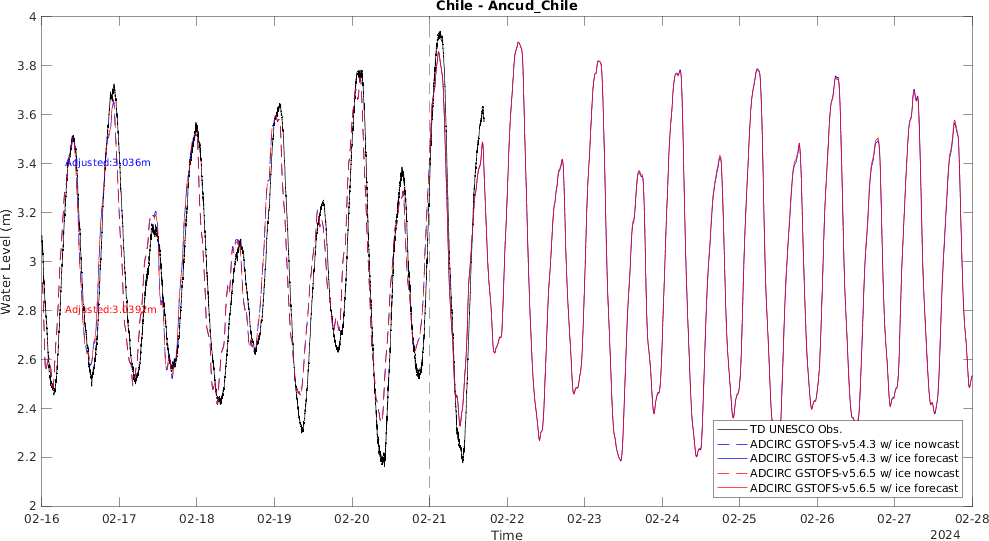 Chile - Ancud_Chile
4
3.8
3.6
3.4
3.2
3
2.8
2.6
2.4
2.2
2
Water Level (m)
Adjusted:3.036m
Adjusted:3.0392m
TD UNESCO Obs.
ADCIRC GSTOFS-v5.4.3 w/ ice nowcast
ADCIRC GSTOFS-v5.4.3 w/ ice forecast
ADCIRC GSTOFS-v5.6.5 w/ ice nowcast
ADCIRC GSTOFS-v5.6.5 w/ ice forecast
02-16 02-17 02-18 02-19 02-20 02-21 02-22 02-23 02-24 02-25 02-26 02-27 02-28
Time
2024